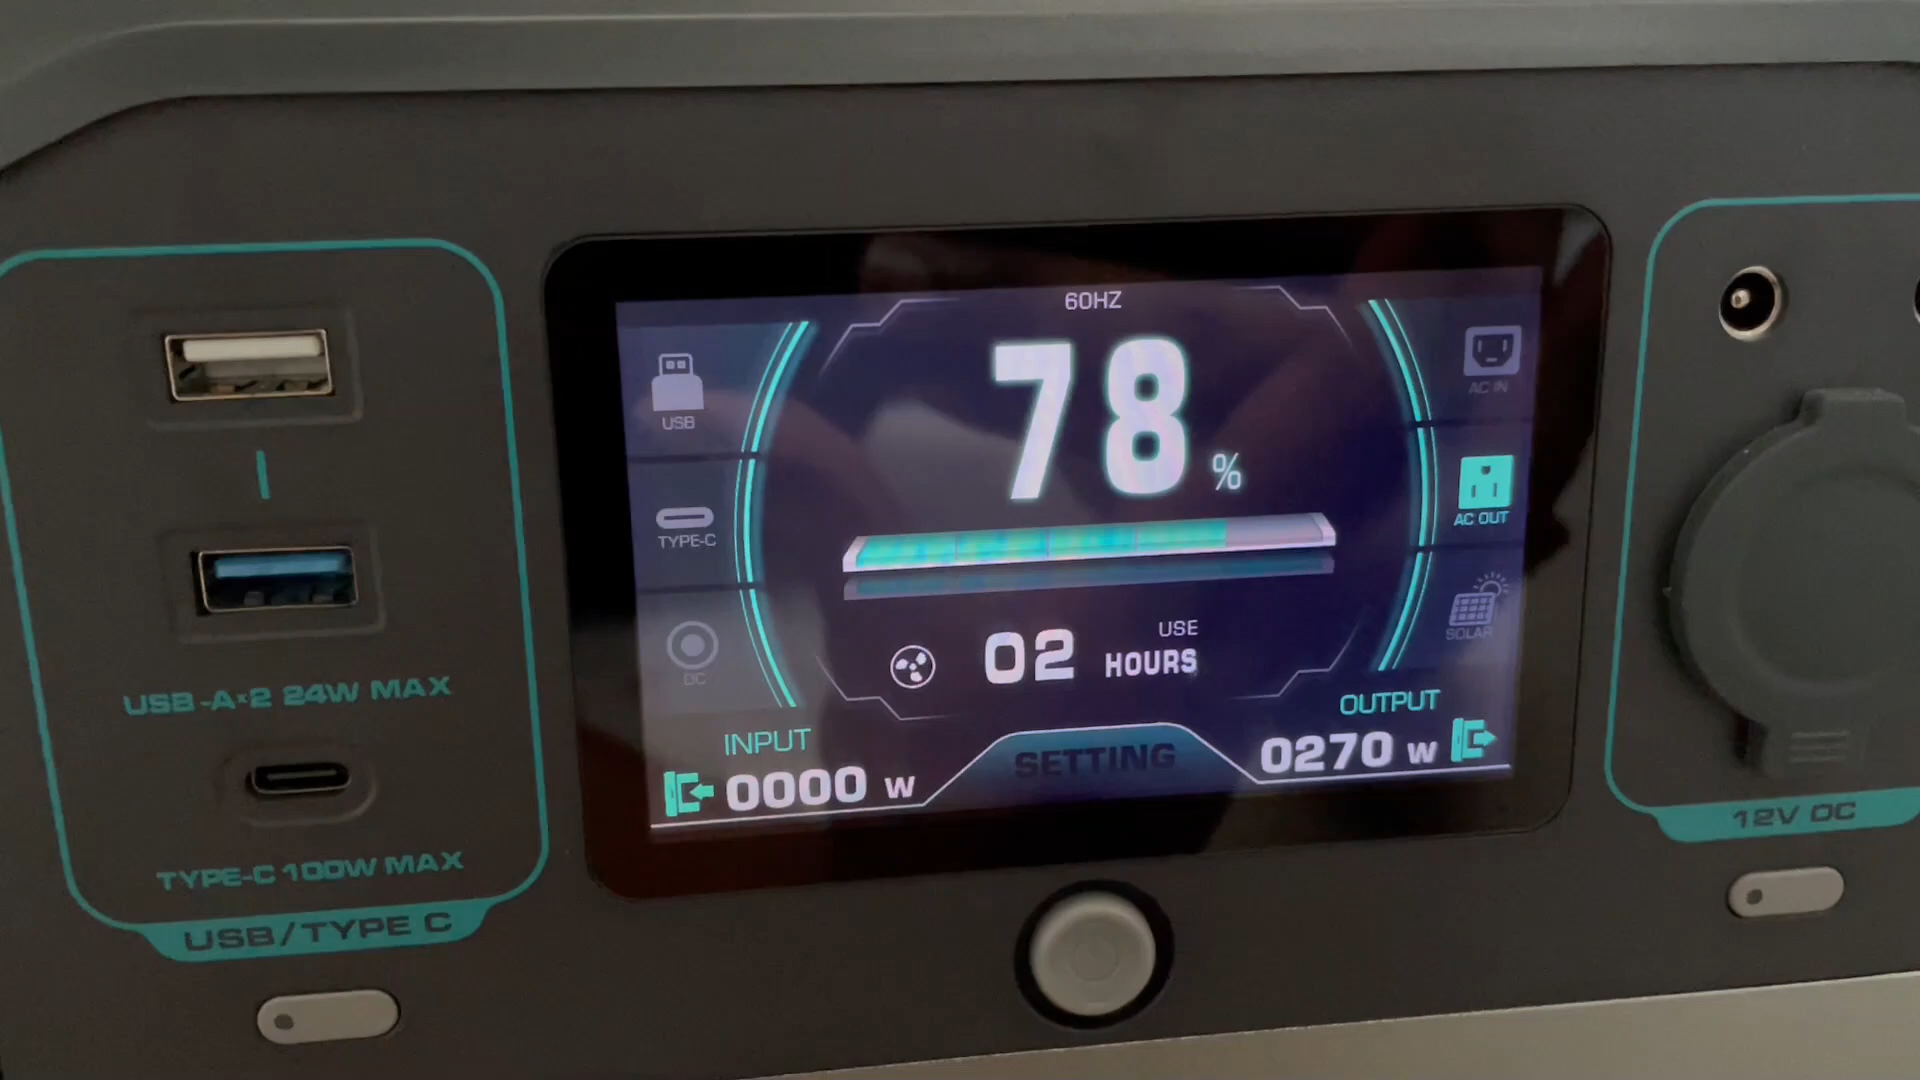 USB-A×2 24W MAX
TYPE-C 100W MAX
USB/TYPE C
60HZ
USB
TYPE-C
DC
78 %
AC IN
AC OUT
SOLAR
02 USE HOURS
INPUT
0000 W
SETTING
OUTPUT
0270 W
12V DC